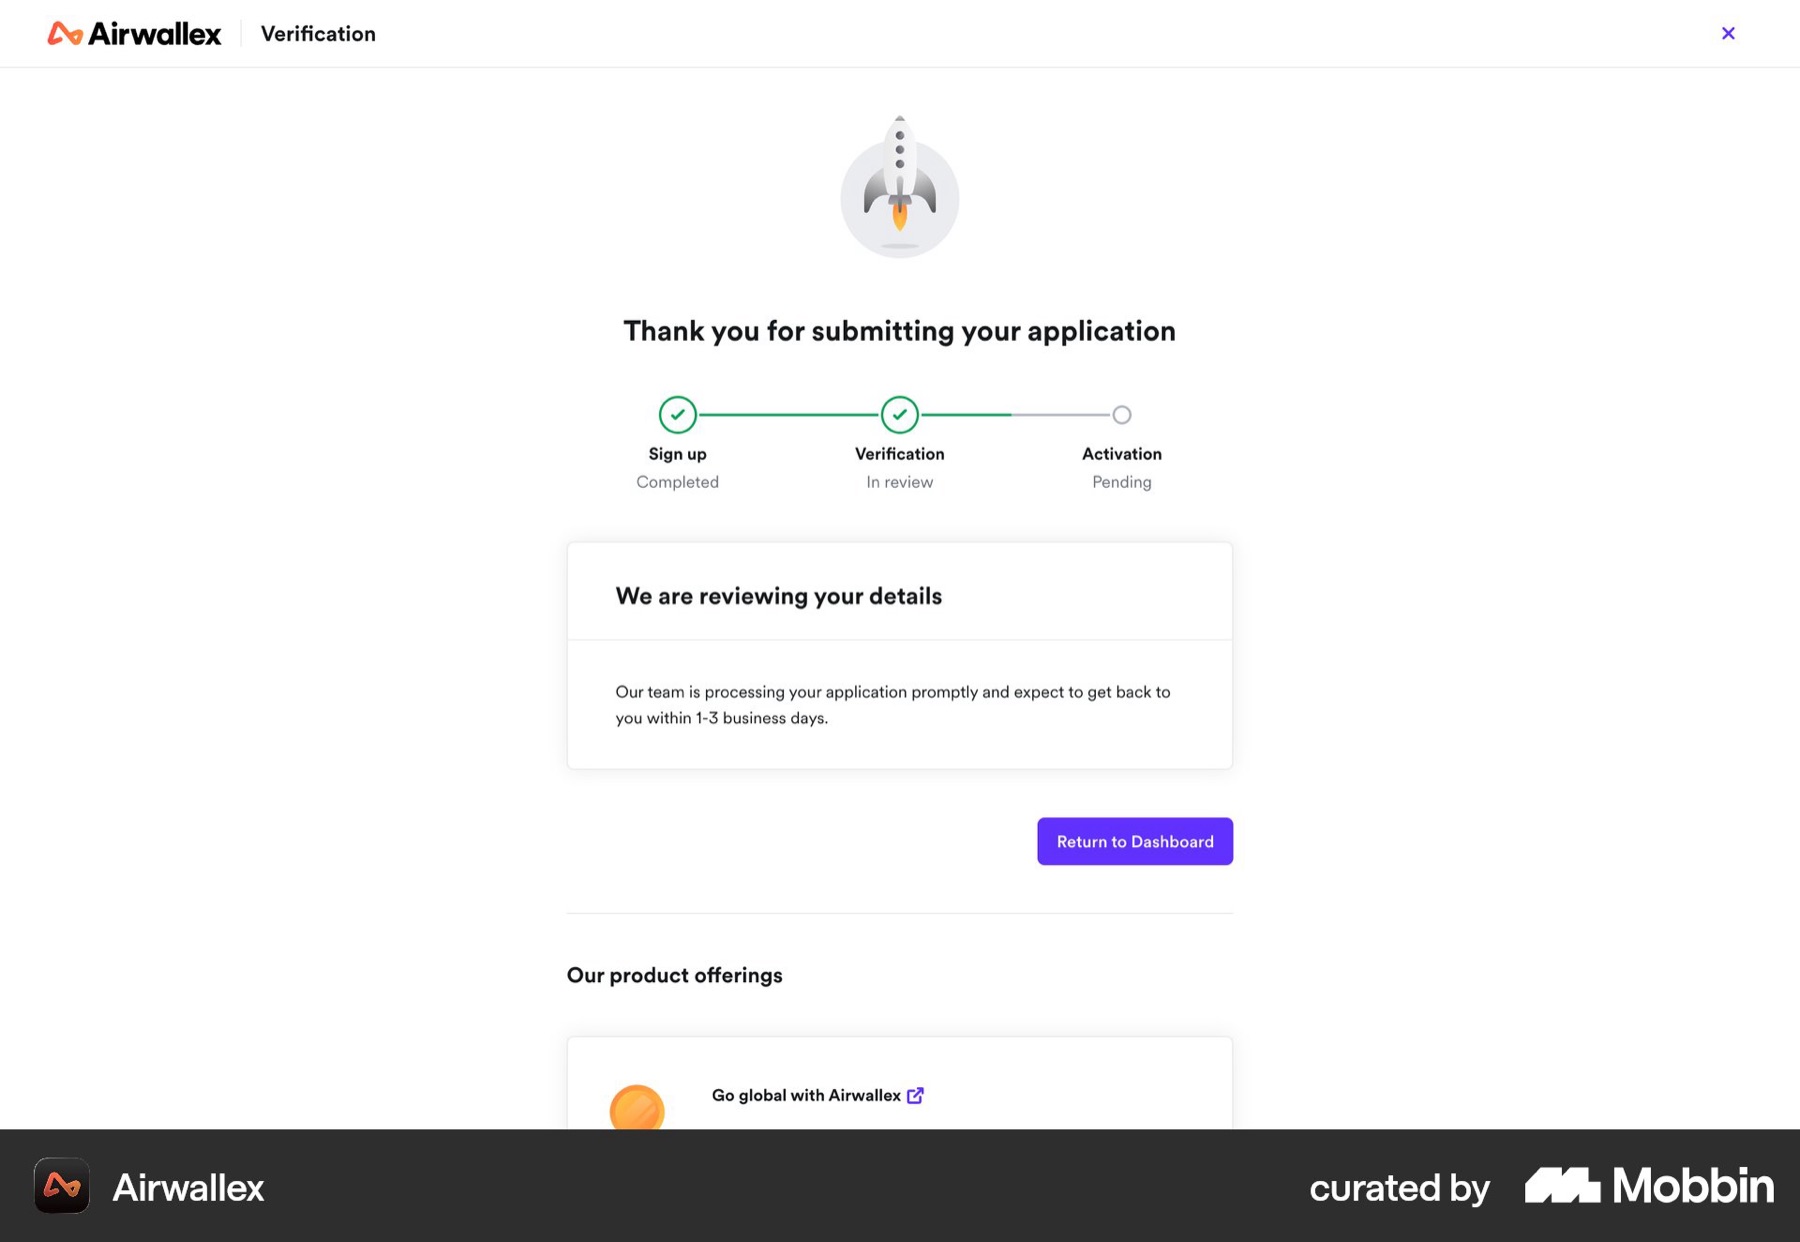 Airwallex
Verification
Thank you for submitting your application
Sign up
Verification
Activation
Completed
In review
Pending
We are reviewing your details
Our team is processing your application promptly and expect to get back to
you within 1-3 business days.
Return to Dashboard
Our product offerings
Go global with Airwallex
Airwallex
curated by
Mobbin